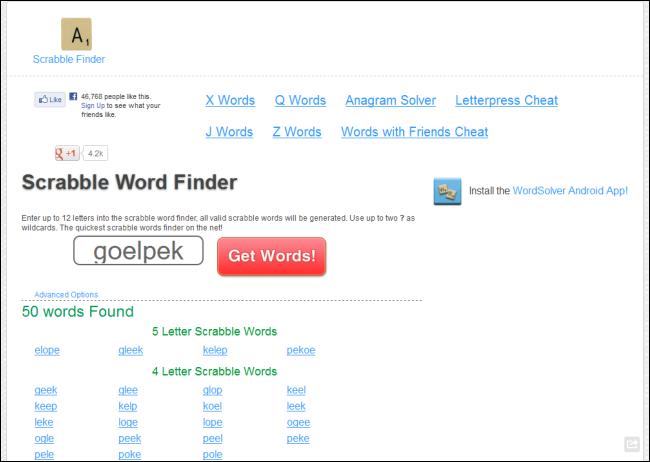 A1
Scrabble Finder
Like
46,768 people like this.
Sign Up to see what your
friends like.
X Words Q Words Anagram Solver Letterpress Cheat
J Words Z Words Words with Friends Cheat
+1 4.2k
Scrabble Word Finder
Install the WordSolver Android App!
Enter up to 12 letters into the scrabble word finder, all valid scrabble words will be generated. Use up to two ? as
wildcards. The quickest scrabble words finder on the net!
goelpek Get Words!
Advanced Options
50 words Found
5 Letter Scrabble Words
elope gleek kelep pekoe
4 Letter Scrabble Words
geek glee glop keel
keep kelp koel leek
leke loge lope ogee
ogle peek peel peke
pele poke pole